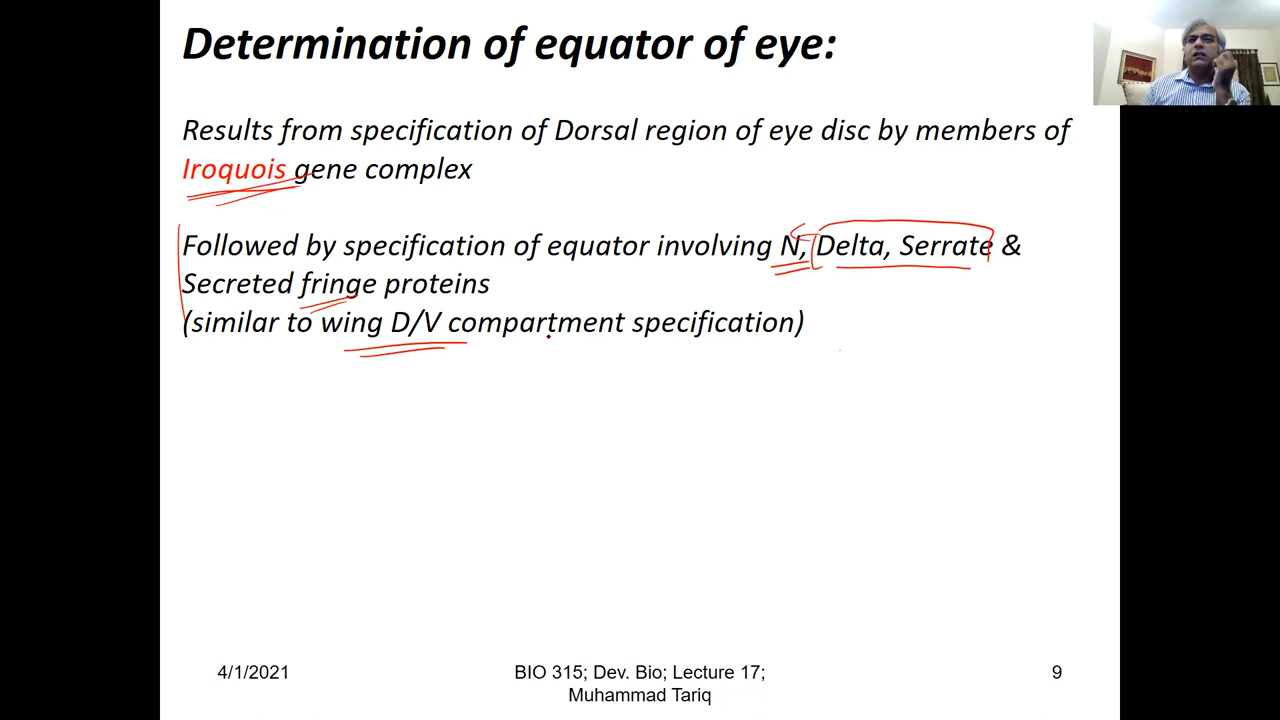 Determination of equator of eye:
Results from specification of Dorsal region of eye disc by members of
Iroquois gene complex
Followed by specification of equator involving N, Delta, Serrate &
Secreted fringe proteins
(similar to wing D/V compartment specification)
4/1/2021
BIO 315; Dev. Bio; Lecture 17;
Muhammad Tariq
9